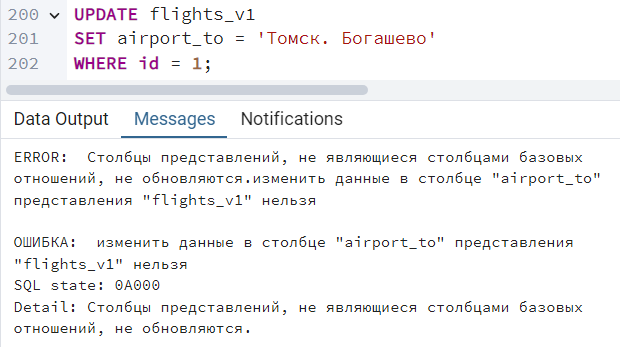 200 UPDATE flights_v1
201 SET airport_to = 'Томск. Богашево'
202 WHERE id = 1;
Data Output Messages Notifications
ERROR:  Столбцы представлений, не являющиеся столбцами базовых
отношений, не обновляются.изменить данные в столбце "airport_to"
представления "flights_v1" нельзя
ОШИБКА:  изменить данные в столбце "airport_to" представления
"flights_v1" нельзя
SQL state: 0A000
Detail: Столбцы представлений, не являющиеся столбцами базовых
отношений, не обновляются.